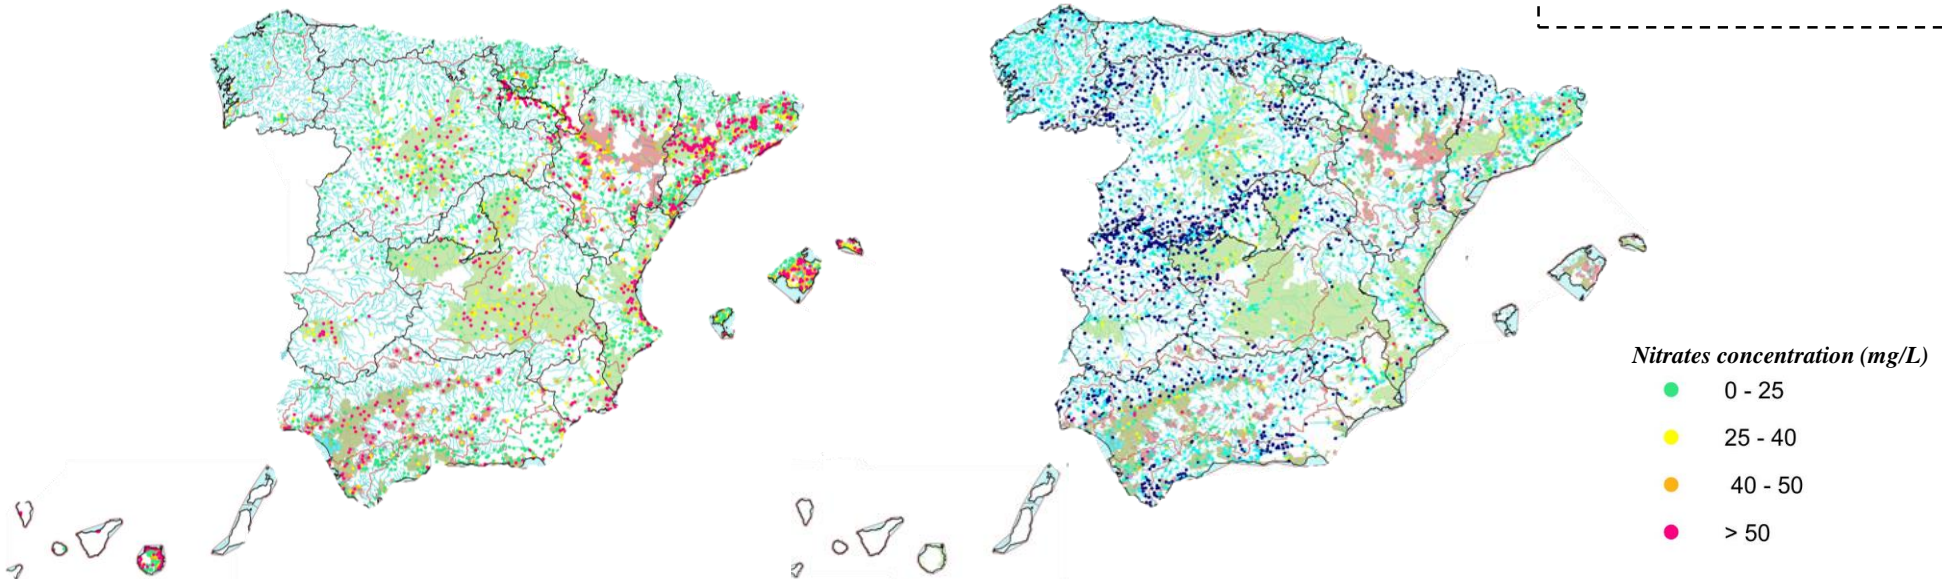 Nitrates concentration (mg/L)
0 - 25
25 - 40
40 - 50
> 50